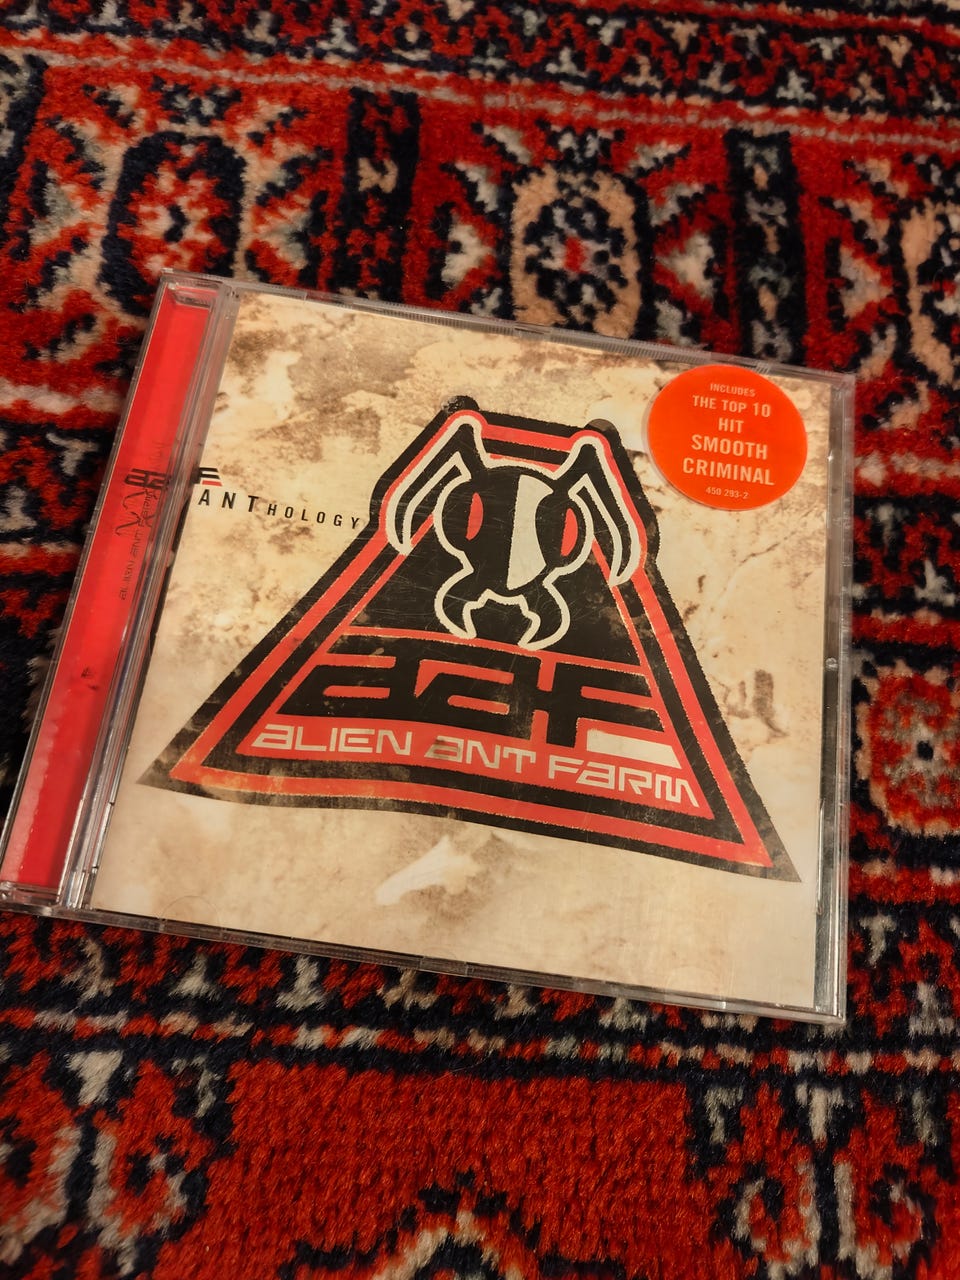 INCLUDES
THE TOP 10
HIT
SMOOTH
CRIMINAL
450 293-2
ANTHOLOGY
aaF
aLIEN aNT FaRM